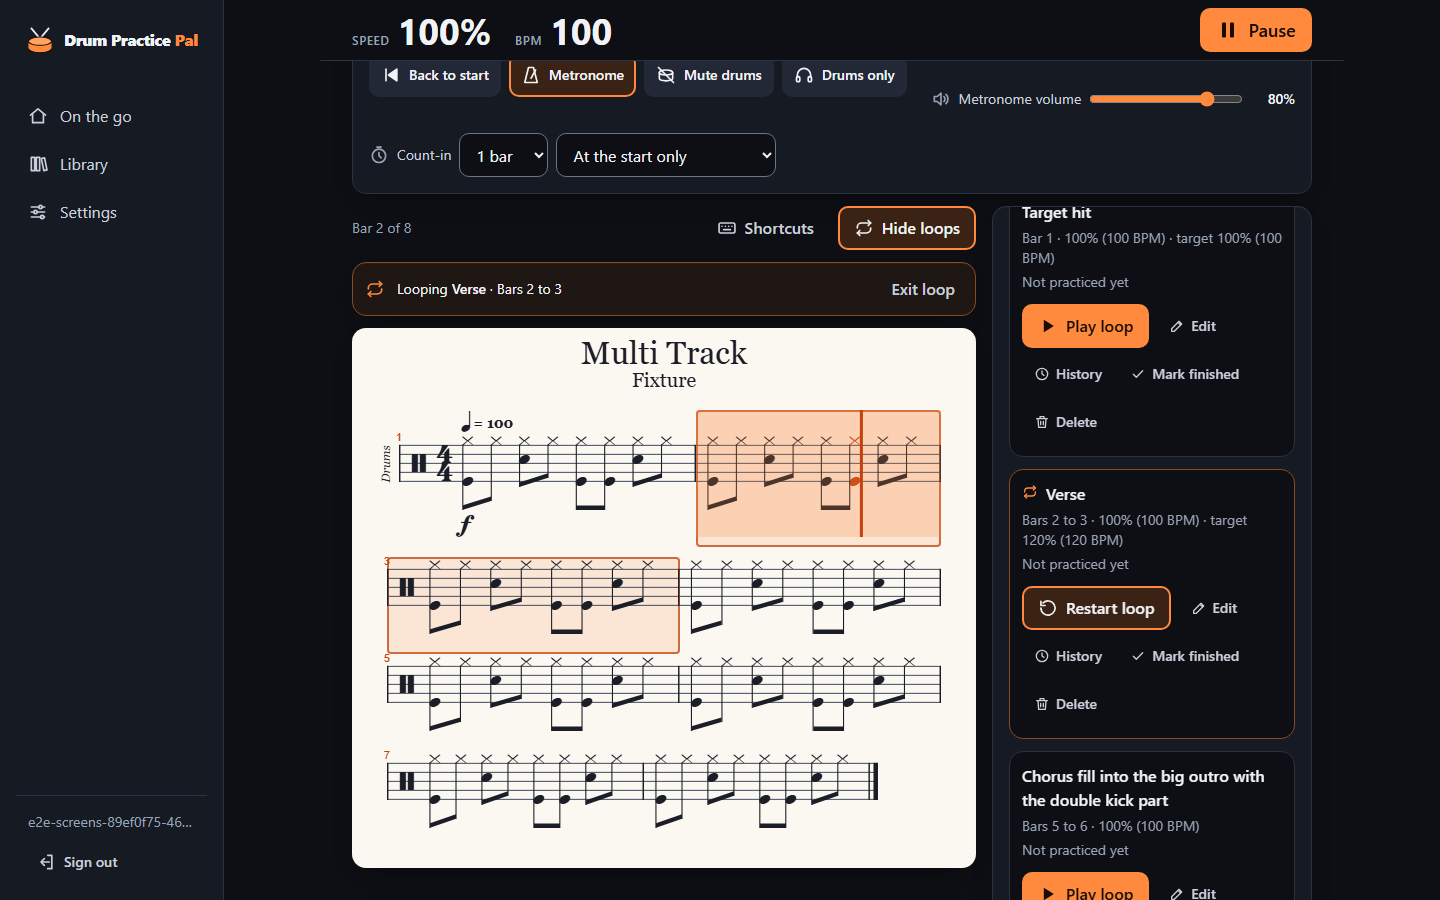 Drum Practice Pal
On the go
Library
Settings
e2e-screens-89ef0f75-46...
Sign out
SPEED 100% BPM 100
Pause
Back to start
Metronome
Mute drums
Drums only
Metronome volume
80%
Count-in
1 bar
At the start only
Bar 2 of 8
Shortcuts
Hide loops
Looping Verse · Bars 2 to 3
Exit loop
Multi Track
Fixture
= 100
Drums
1
4
4
f
3
5
7
Target hit
Bar 1 · 100% (100 BPM) · target 100% (100
BPM)
Not practiced yet
Play loop
Edit
History
Mark finished
Delete
Verse
Bars 2 to 3 · 100% (100 BPM) · target
120% (120 BPM)
Not practiced yet
Restart loop
Edit
History
Mark finished
Delete
Chorus fill into the big outro with
the double kick part
Bars 5 to 6 · 100% (100 BPM)
Not practiced yet
Play loop
Edit